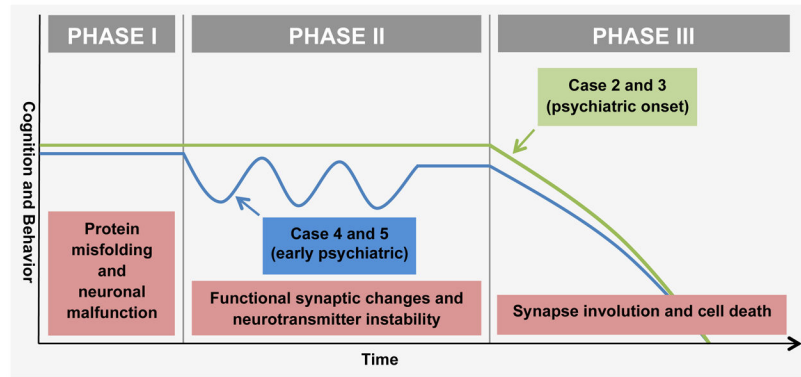 PHASE I
PHASE II
PHASE III
Case 2 and 3
(psychiatric onset)
Cognition and Behavior
Case 4 and 5
(early psychiatric)
Protein
misfolding
and
neuronal
malfunction
Functional synaptic changes and
neurotransmitter instability
Synapse involution and cell death
Time